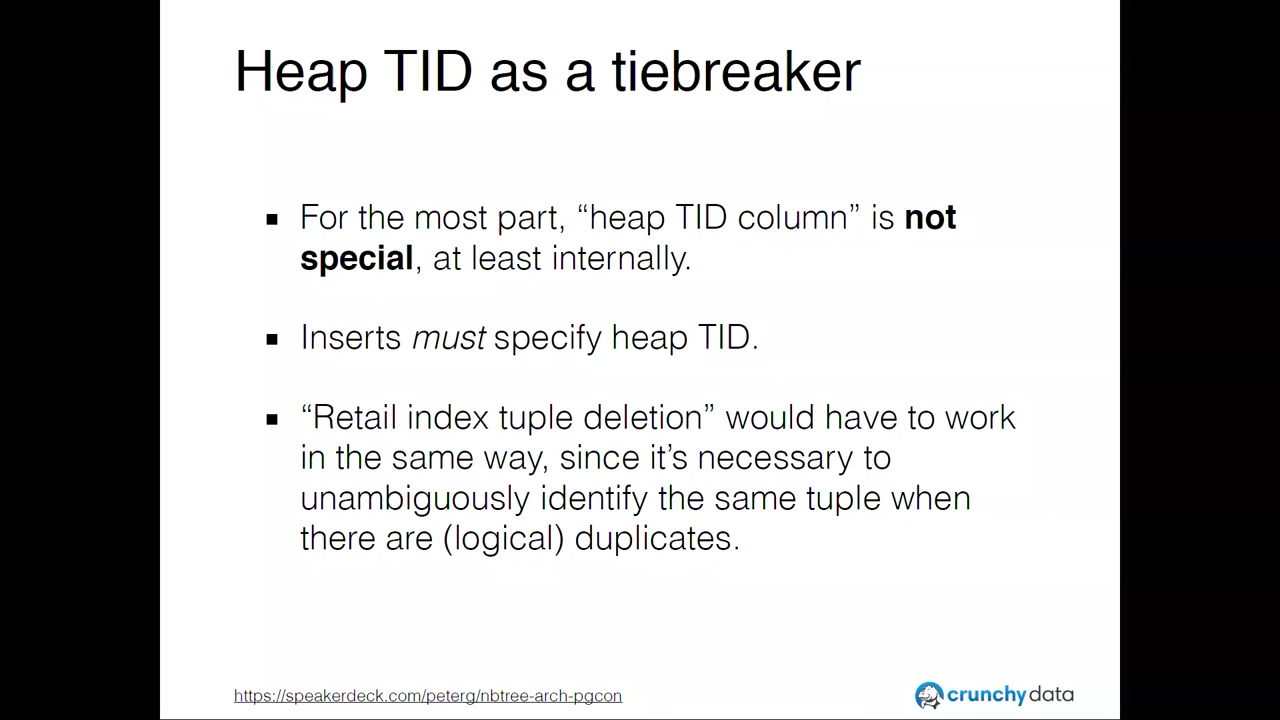 Heap TID as a tiebreaker
▪ For the most part, “heap TID column” is not
special, at least internally.
▪ Inserts must specify heap TID.
▪ “Retail index tuple deletion” would have to work
in the same way, since it’s necessary to
unambiguously identify the same tuple when
there are (logical) duplicates.
https://speakerdeck.com/peterg/nbtree-arch-pgcon
crunchydata